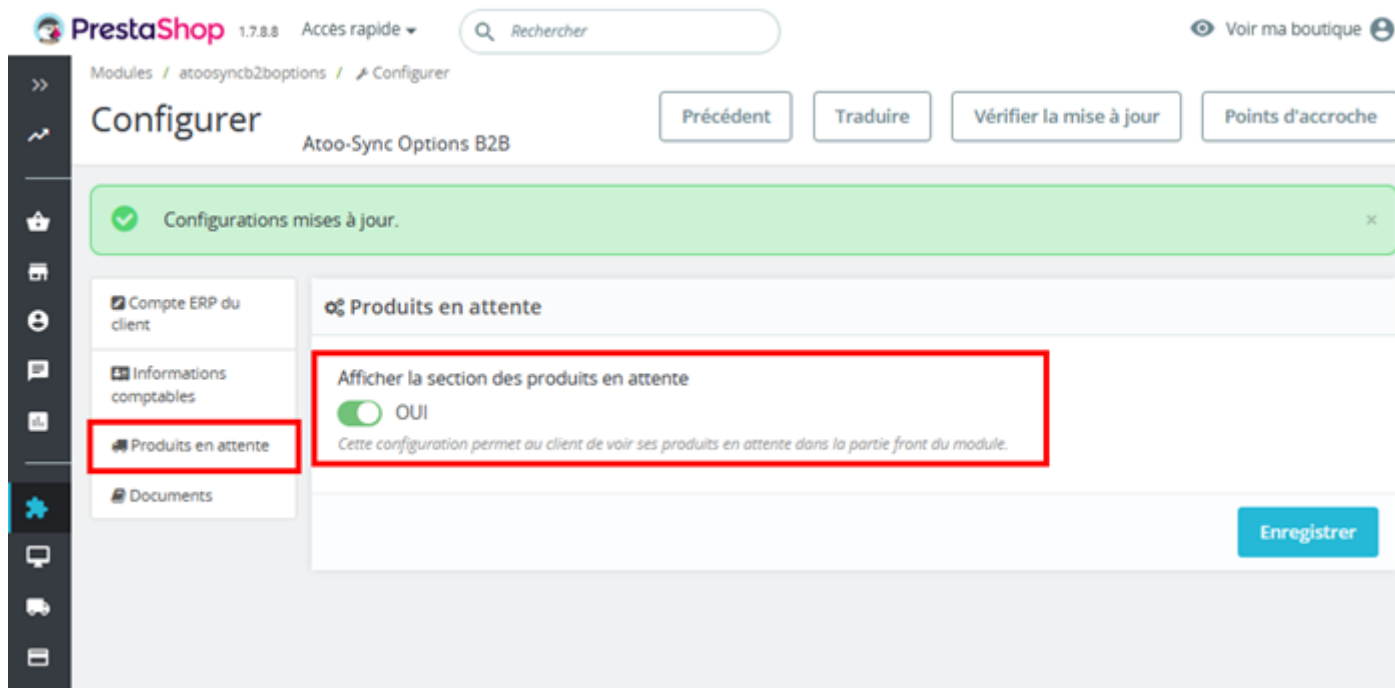 PrestaShop 1.7.8.8 Accès rapide Rechercher Voir ma boutique
Modules / atoosyncb2boptions / Configurer
Configurer
Atoo-Sync Options B2B
Précédent
Traduire
Vérifier la mise à jour
Points d'accroche
Configurations mises à jour.
×
Compte ERP du
client
Informations
comptables
Produits en attente
Documents
Produits en attente
Afficher la section des produits en attente
OUI
Cette configuration permet au client de voir ses produits en attente dans la partie front du module.
Enregistrer